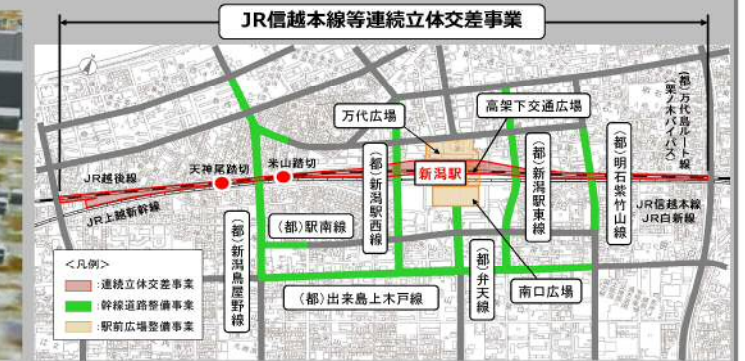 JR信越本線等連続立体交差事業
万代広場
高架下交通広場
(都)万代島ルート線
(栗ノ木バイパス)
天神尾踏切
米山踏切
JR越後線
JR上越新幹線
(都)新潟駅西線
新潟駅
(都)新潟駅東線
(都)明石紫竹山線
JR信越本線
JR白新線
(都)新潟鳥屋野線
(都)駅南線
(都)弁天線
南口広場
(都)出来島上木戸線
<凡例>
:連続立体交差事業
:幹線道路整備事業
:駅前広場整備事業